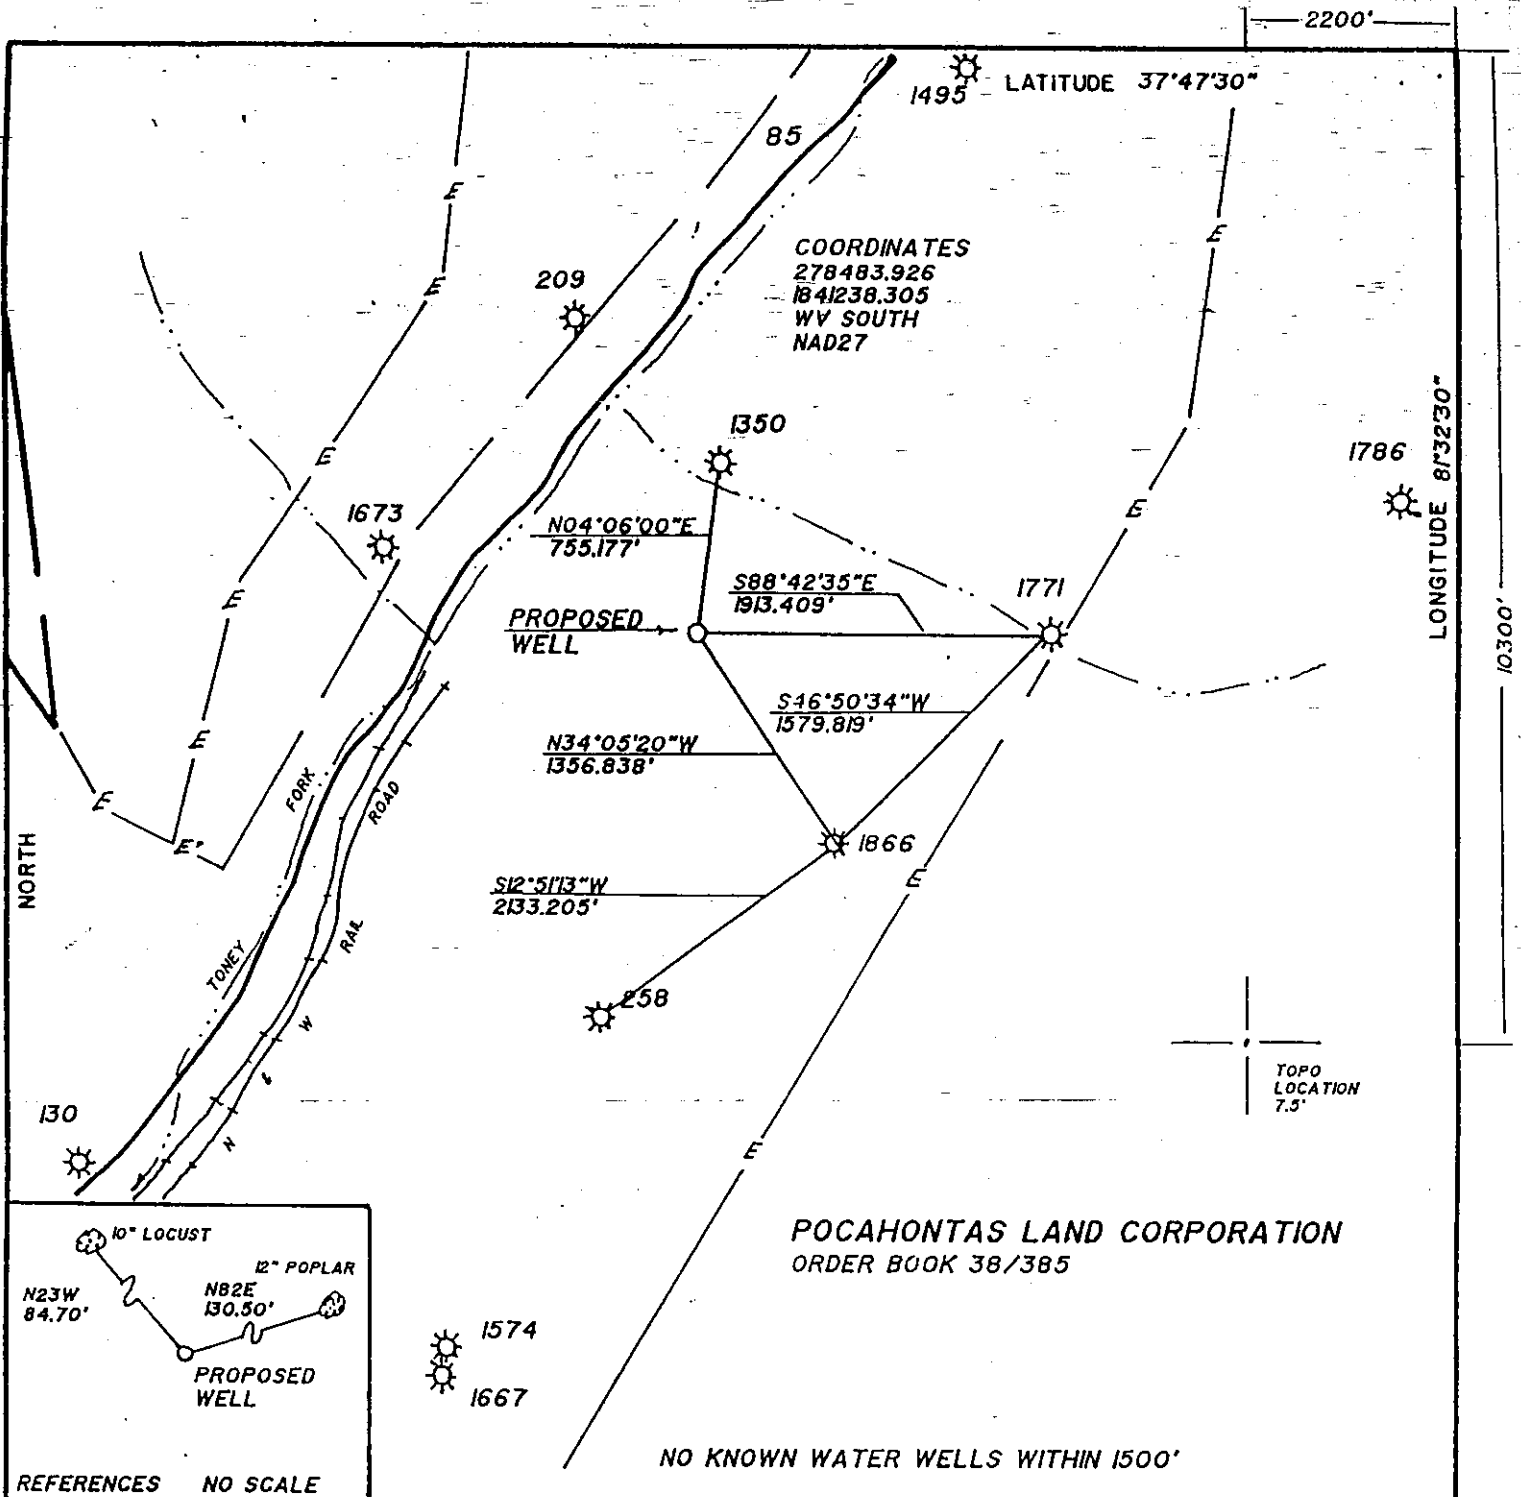 2200'
1495
LATITUDE 37°47'30"
85
E
COORDINATES
278483.926
1841238.305
WV SOUTH
NAD27
E
E
209
1350
1786
LONGITUDE 81°32'30"
E
1673
N04°06'00"E
755.177'
E
S88°42'35"E
1913.409'
1771
10300'
E
PROPOSED
WELL
S46°50'34"W
1579.819'
N34°05'20"W
1356.838'
E
E
FORK
ROAD
E
1866
NORTH
E
S12°51'13"W
2133.205'
RAIL
TONEY
258
W
&
N
TOPO
LOCATION
7.5'
130
E
POCAHONTAS LAND CORPORATION
ORDER BOOK 38/385
10" LOCUST
12" POPLAR
N23W
84.70'
N82E
130.50'
PROPOSED
WELL
1574
1667
NO KNOWN WATER WELLS WITHIN 1500'
REFERENCES NO SCALE